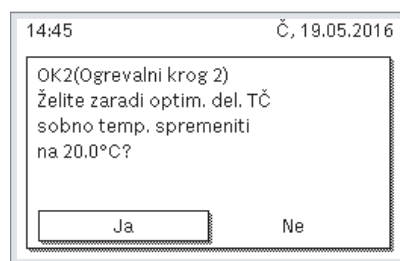 14:45 Č, 19.05.2016
OK2(Ogrevalni krog 2)
Želite zaradi optim. del. TČ
sobno temp. spremeniti
na 20.0°C?
Ja Ne